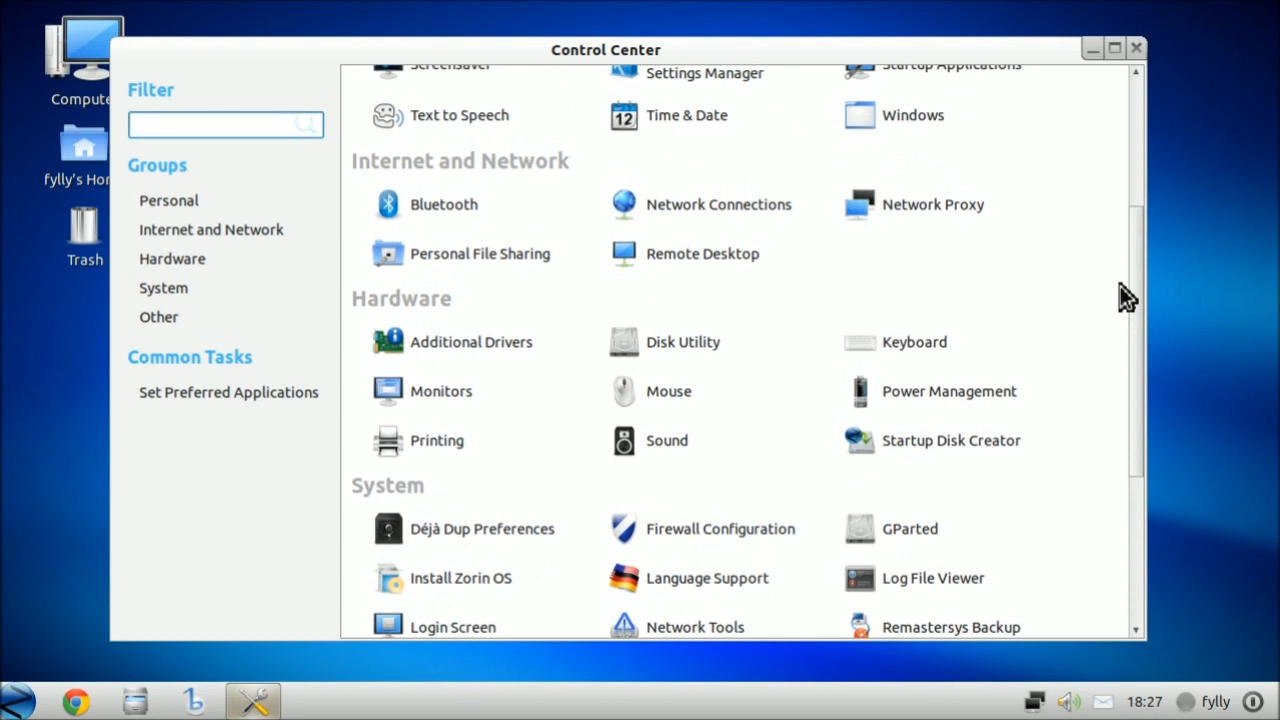 Control Center
Compute
fylly's Hor
Trash
Filter
Groups
Personal
Internet and Network
Hardware
System
Other
Common Tasks
Set Preferred Applications
Screensaver
Settings Manager
Startup Applications
Text to Speech
Time & Date
Windows
Internet and Network
Bluetooth
Network Connections
Network Proxy
Personal File Sharing
Remote Desktop
Hardware
Additional Drivers
Disk Utility
Keyboard
Monitors
Mouse
Power Management
Printing
Sound
Startup Disk Creator
System
Déjà Dup Preferences
Firewall Configuration
GParted
Install Zorin OS
Language Support
Log File Viewer
Login Screen
Network Tools
Remastersys Backup
18:27
fylly